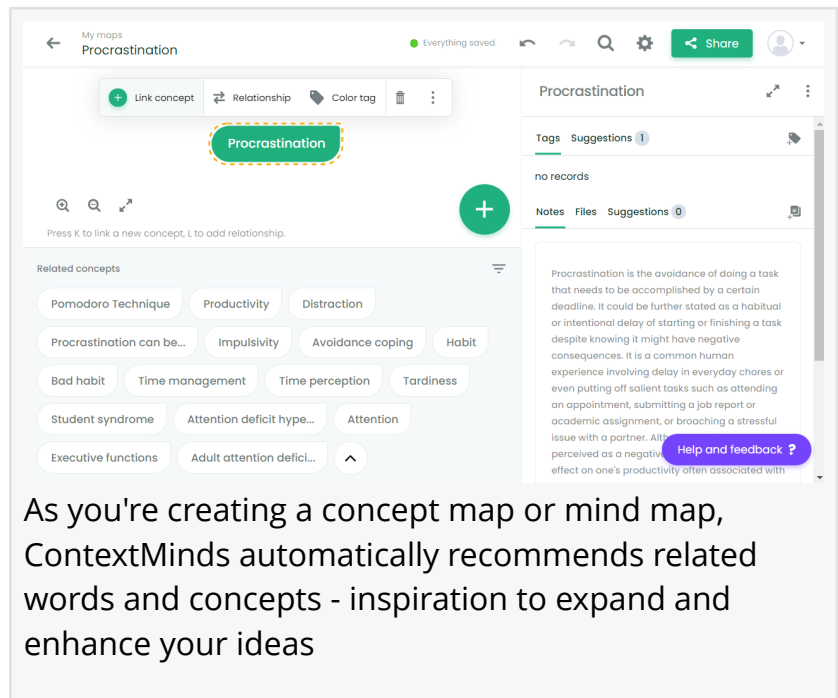 My maps
Procrastination
Everything saved.
Share
Link concept
Relationship
Color tag
Procrastination
Press K to link a new concept, L to add relationship.
Related concepts
Pomodoro Technique
Productivity
Distraction
Procrastination can be...
Impulsivity
Avoidance coping
Habit
Bad habit
Time management
Time perception
Tardiness
Student syndrome
Attention deficit hype...
Attention
Executive functions
Adult attention defici...
Procrastination
Tags Suggestions 1
no records
Notes Files Suggestions 0
Procrastination is the avoidance of doing a task
that needs to be accomplished by a certain
deadline. It could be further stated as a habitual
or intentional delay of starting or finishing a task
despite knowing it might have negative
consequences. It is a common human
experience involving delay in everyday chores or
even putting off salient tasks such as attending
an appointment, submitting a job report or
academic assignment, or broaching a stressful
issue with a partner.
perceived as a
effect on one's productivity often associated with
Help and feedback ?
As you're creating a concept map or mind map,
ContextMinds automatically recommends related
words and concepts - inspiration to expand and
enhance your ideas